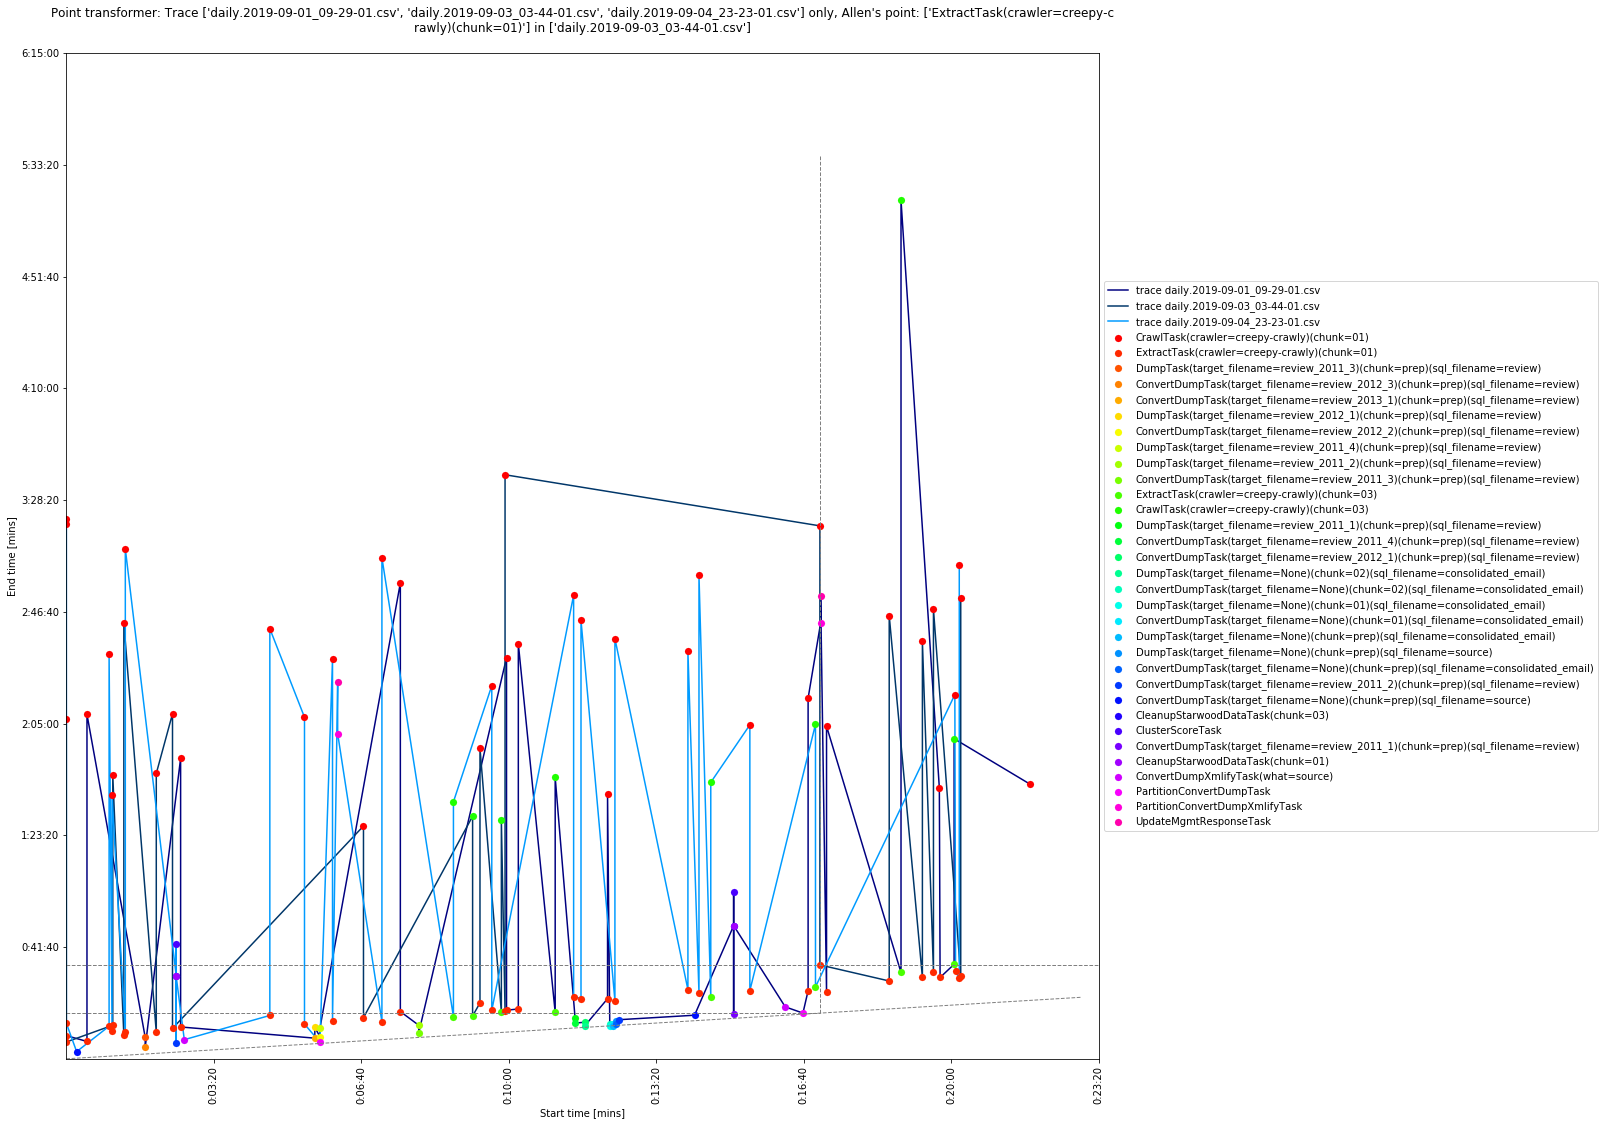 Point transformer: Trace ['daily.2019-09-01_09-29-01.csv', 'daily.2019-09-03_03-44-01.csv', 'daily.2019-09-04_23-23-01.csv'] only, Allen's point: ['ExtractTask(crawler=creepy-c
rawly)(chunk=01)'] in ['daily.2019-09-03_03-44-01.csv']
6:15:00
5:33:20
4:51:40
4:10:00
3:28:20
2:46:40
2:05:00
1:23:20
0:41:40
End time [mins]
0:03:20
0:06:40
0:10:00
0:13:20
0:16:40
0:20:00
0:23:20
Start time [mins]
trace daily.2019-09-01_09-29-01.csv
trace daily.2019-09-03_03-44-01.csv
trace daily.2019-09-04_23-23-01.csv
CrawlTask(crawler=creepy-crawly)(chunk=01)
ExtractTask(crawler=creepy-crawly)(chunk=01)
DumpTask(target_filename=review_2011_3)(chunk=prep)(sql_filename=review)
ConvertDumpTask(target_filename=review_2012_3)(chunk=prep)(sql_filename=review)
ConvertDumpTask(target_filename=review_2013_1)(chunk=prep)(sql_filename=review)
DumpTask(target_filename=review_2012_1)(chunk=prep)(sql_filename=review)
ConvertDumpTask(target_filename=review_2012_2)(chunk=prep)(sql_filename=review)
DumpTask(target_filename=review_2011_4)(chunk=prep)(sql_filename=review)
DumpTask(target_filename=review_2011_2)(chunk=prep)(sql_filename=review)
ConvertDumpTask(target_filename=review_2011_3)(chunk=prep)(sql_filename=review)
ExtractTask(crawler=creepy-crawly)(chunk=03)
CrawlTask(crawler=creepy-crawly)(chunk=03)
DumpTask(target_filename=review_2011_1)(chunk=prep)(sql_filename=review)
ConvertDumpTask(target_filename=review_2011_4)(chunk=prep)(sql_filename=review)
ConvertDumpTask(target_filename=review_2012_1)(chunk=prep)(sql_filename=review)
DumpTask(target_filename=None)(chunk=02)(sql_filename=consolidated_email)
ConvertDumpTask(target_filename=None)(chunk=02)(sql_filename=consolidated_email)
DumpTask(target_filename=None)(chunk=01)(sql_filename=consolidated_email)
ConvertDumpTask(target_filename=None)(chunk=01)(sql_filename=consolidated_email)
DumpTask(target_filename=None)(chunk=prep)(sql_filename=consolidated_email)
DumpTask(target_filename=None)(chunk=prep)(sql_filename=source)
ConvertDumpTask(target_filename=None)(chunk=prep)(sql_filename=consolidated_email)
ConvertDumpTask(target_filename=review_2011_2)(chunk=prep)(sql_filename=review)
ConvertDumpTask(target_filename=None)(chunk=prep)(sql_filename=source)
CleanupStarwoodDataTask(chunk=03)
ClusterScoreTask
ConvertDumpTask(target_filename=review_2011_1)(chunk=prep)(sql_filename=review)
CleanupStarwoodDataTask(chunk=01)
ConvertDumpXmlifyTask(what=source)
PartitionConvertDumpTask
PartitionConvertDumpXmlifyTask
UpdateMgmtResponseTask